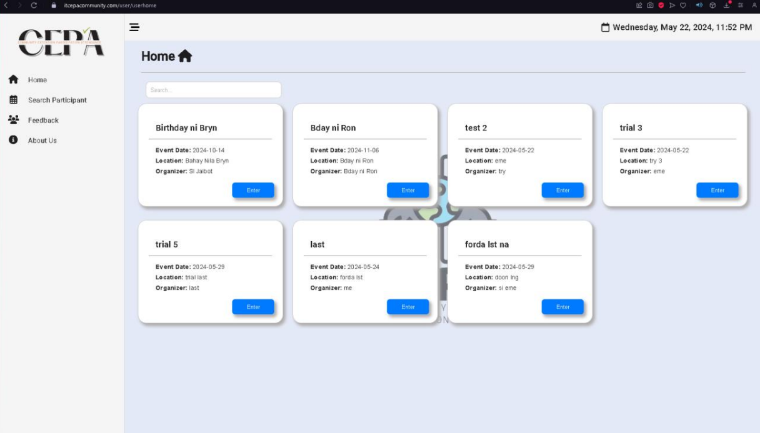 itcepacommunity.com/user/userhome
CEPA
Wednesday, May 22, 2024, 11:52 PM
Home
Search Participant
Feedback
About Us
Home
Search...
Birthday ni Bryn
Event Date: 2024-10-14
Location: Bahay Nila Bryn
Organizer: Si Jaibot
Enter
Bday ni Ron
Event Date: 2024-11-06
Location: Bday ni Ron
Organizer: Bday ni Ron
Enter
test 2
Event Date: 2024-05-22
Location: eme
Organizer: try
Enter
trial 3
Event Date: 2024-05-22
Location: try 3
Organizer: eme
Enter
trial 5
Event Date: 2024-05-29
Location: trial last
Organizer: last
Enter
last
Event Date: 2024-05-24
Location: forda lst
Organizer: me
Enter
forda lst na
Event Date: 2024-05-29
Location: doon lng
Organizer: si eme
Enter